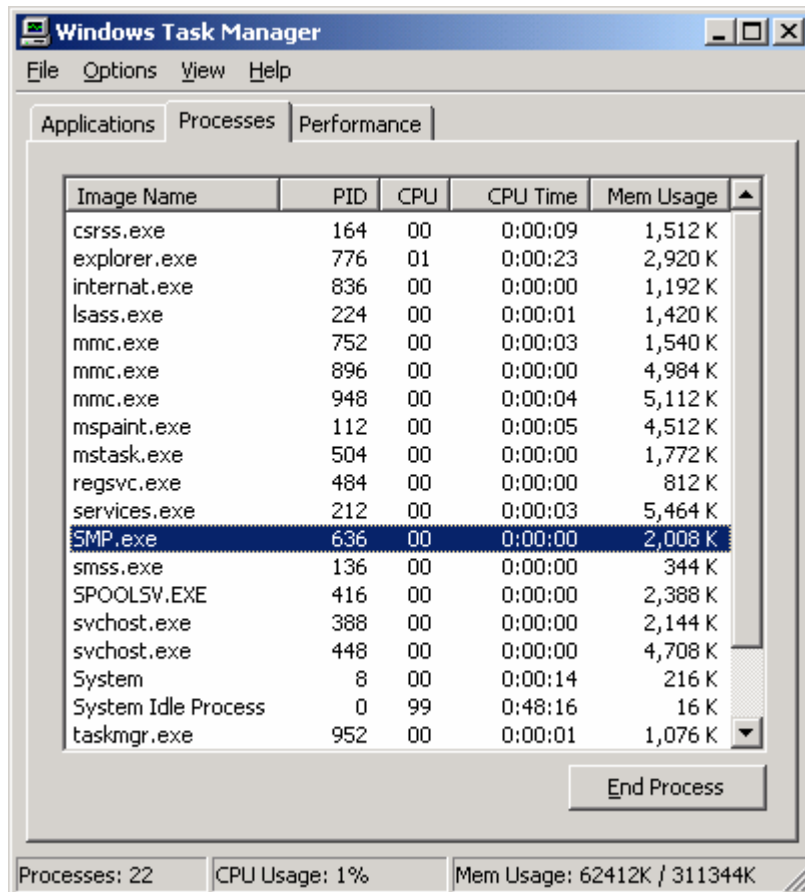 Windows Task Manager
File Options View Help
Applications Processes Performance
Image Name PID CPU CPU Time Mem Usage
csrss.exe 164 00 0:00:09 1,512 K
explorer.exe 776 01 0:00:23 2,920 K
internat.exe 836 00 0:00:00 1,192 K
lsass.exe 224 00 0:00:01 1,420 K
mmc.exe 752 00 0:00:03 1,540 K
mmc.exe 896 00 0:00:00 4,984 K
mmc.exe 948 00 0:00:04 5,112 K
mspaint.exe 112 00 0:00:05 4,512 K
mstask.exe 504 00 0:00:00 1,772 K
regsvc.exe 484 00 0:00:00 812 K
services.exe 212 00 0:00:03 5,464 K
SMP.exe 636 00 0:00:00 2,008 K
smss.exe 136 00 0:00:00 344 K
SPOOLSV.EXE 416 00 0:00:00 2,388 K
svchost.exe 388 00 0:00:00 2,144 K
svchost.exe 448 00 0:00:00 4,708 K
System 8 00 0:00:14 216 K
System Idle Process 0 99 0:48:16 16 K
taskmgr.exe 952 00 0:00:01 1,076 K
End Process
Processes: 22 CPU Usage: 1% Mem Usage: 62412K / 311344K